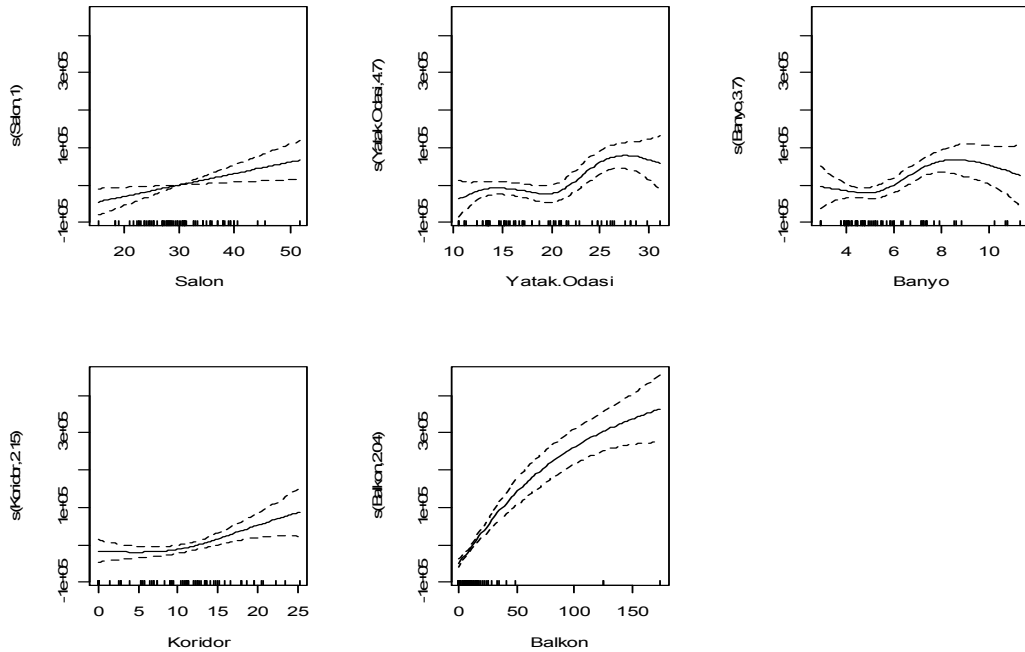 s(Salon,1)
-1e+05 1e+05 3e+05
20 30 40 50
Salon
s(Yatak.Odasi,4.7)
-1e+05 1e+05 3e+05
10 15 20 25 30
Yatak.Odasi
s(Banyo,3.7)
-1e+05 1e+05 3e+05
4 6 8 10
Banyo
s(Koridor,2.15)
-1e+05 1e+05 3e+05
0 5 10 15 20 25
Koridor
s(Balkon,2.04)
-1e+05 1e+05 3e+05
0 50 100 150
Balkon